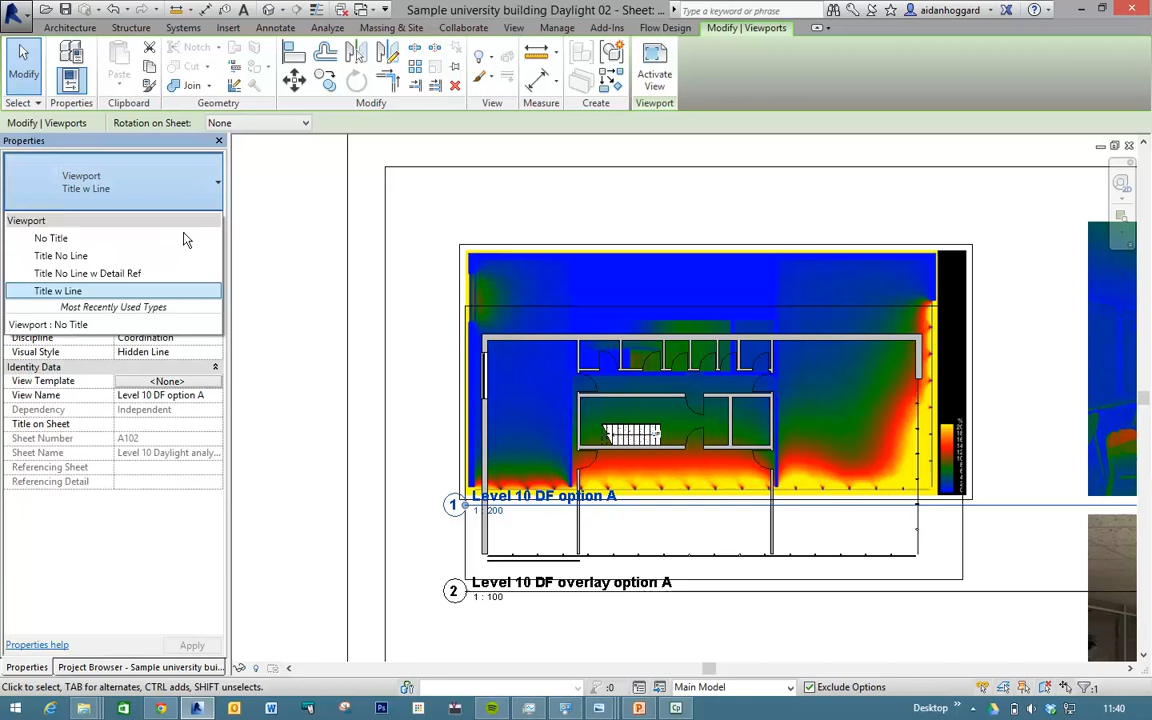 Sample university building Daylight 02 - Sheet:
Type a keyword or phrase
aidanhoggard
Architecture
Structure
Systems
Insert
Annotate
Analyze
Massing & Site
Collaborate
View
Manage
Add-Ins
Flow Design
Modify | Viewports
Modify
Notch
Cut
Join
Paste
Activate
View
Select
Properties
Clipboard
Geometry
Modify
View
Measure
Create
Viewport
Modify | Viewports
Rotation on Sheet:
None
Properties
Viewport
Title w Line
Viewport
No Title
Title No Line
Title No Line w Detail Ref
Title w Line
Most Recently Used Types
Viewport : No Title
Discipline
Coordination
Visual Style
Hidden Line
Identity Data
View Template
<None>
View Name
Level 10 DF option A
Dependency
Independent
Title on Sheet
Sheet Number
A102
Sheet Name
Level 10 Daylight analy...
Referencing Sheet
Referencing Detail
Properties help
Apply
Properties
Project Browser - Sample university bui...
1
Level 10 DF option A
1 : 200
2
Level 10 DF overlay option A
1 : 100
Click to select, TAB for alternates, CTRL adds, SHIFT unselects.
:0
Main Model
Exclude Options
:1
Desktop
11:40